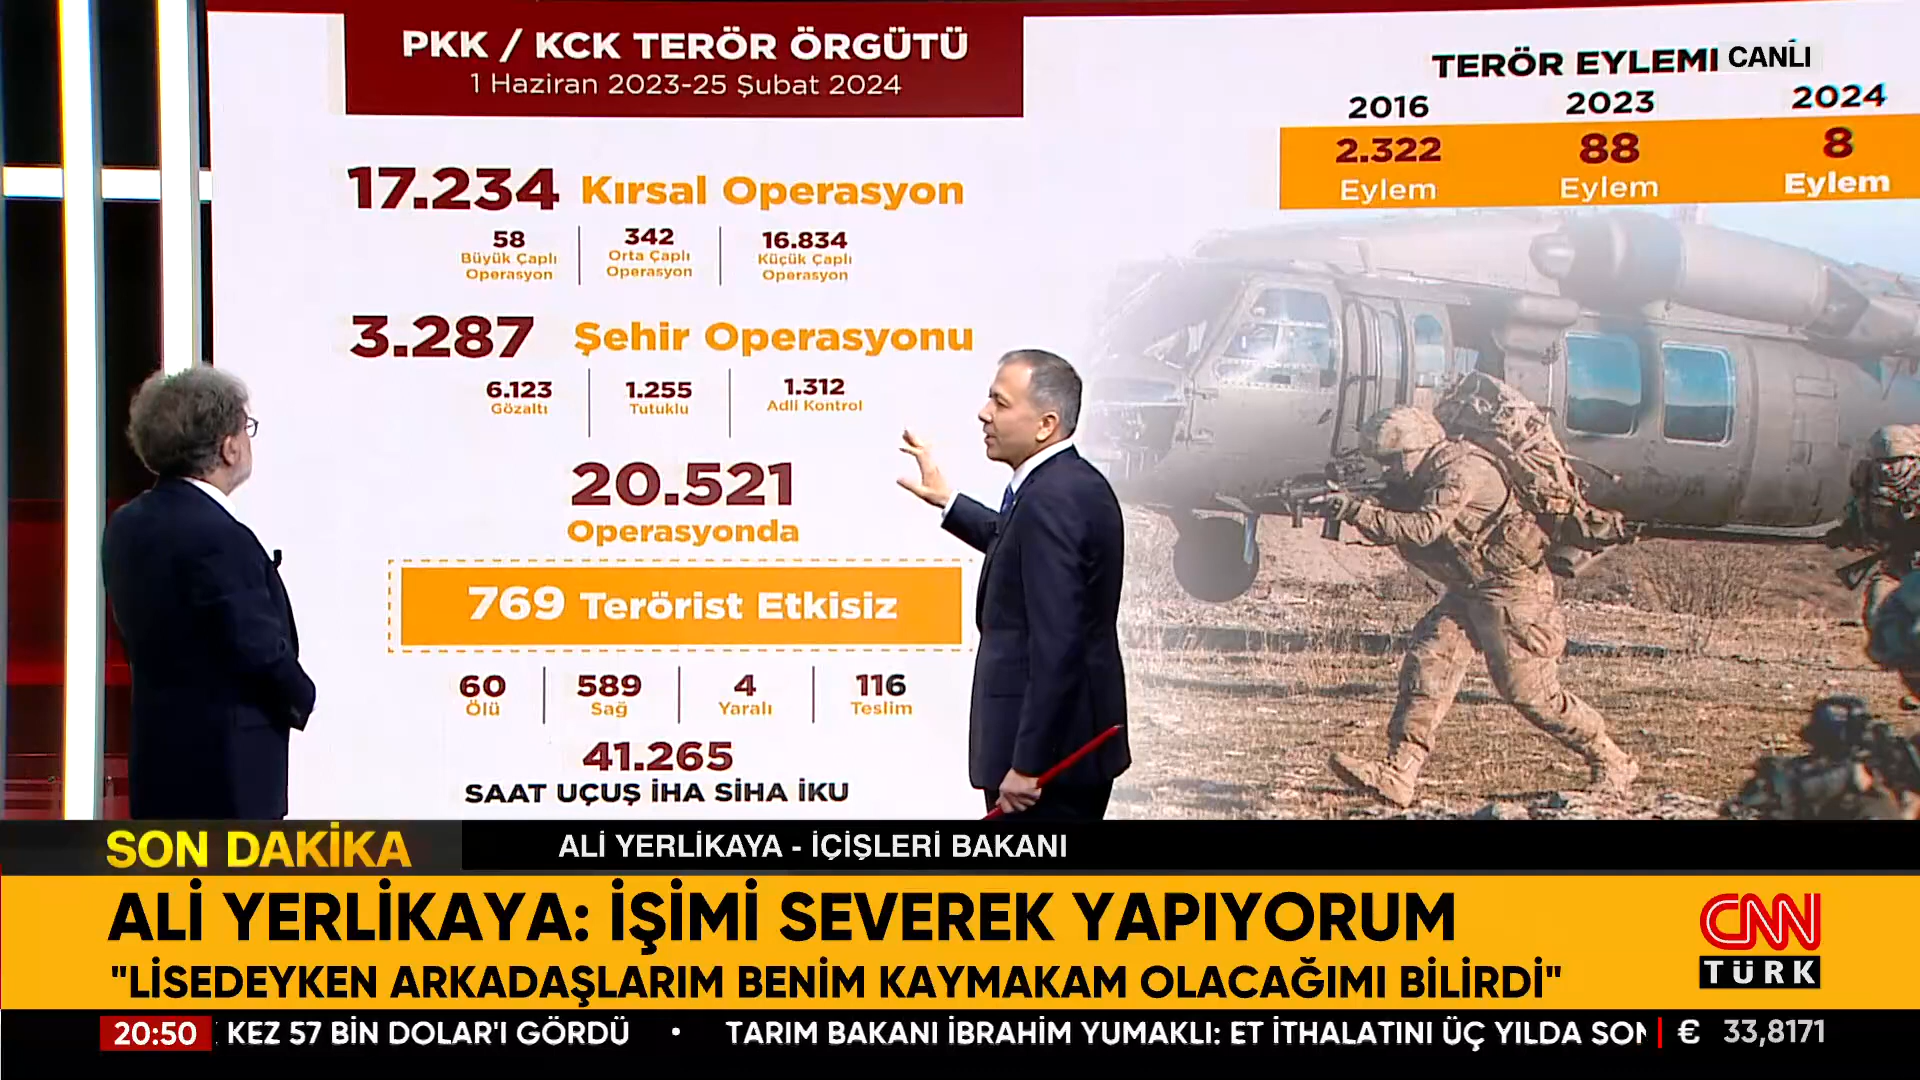 PKK / KCK TERÖR ÖRGÜTÜ
1 Haziran 2023-25 Şubat 2024
17.234 Kırsal Operasyon
58
Büyük Çaplı
Operasyon
342
Orta Çaplı
Operasyon
16.834
Küçük Çaplı
Operasyon
3.287 Şehir Operasyonu
6.123
Gözaltı
1.255
Tutuklu
1.312
Adli Kontrol
20.521
Operasyonda
769 Terörist Etkisiz
60
Ölü
589
Sağ
4
Yaralı
116
Teslim
41.265
SAAT UÇUŞ İHA SİHA İKU
TERÖR EYLEMİ
CANLI
2016 2023 2024
2.322 88 8
Eylem Eylem Eylem
SON DAKİKA
ALİ YERLİKAYA - İÇİŞLERİ BAKANI
ALİ YERLİKAYA: İŞİMİ SEVEREK YAPIYORUM
"LİSEDEYKEN ARKADAŞLARIM BENİM KAYMAKAM OLACAĞIMI BİLİRDİ"
CNN
TÜRK
20:50 KEZ 57 BİN DOLAR'I GÖRDÜ • TARIM BAKANI İBRAHİM YUMAKLI: ET İTHALATINI ÜÇ YILDA SON € 33,8171